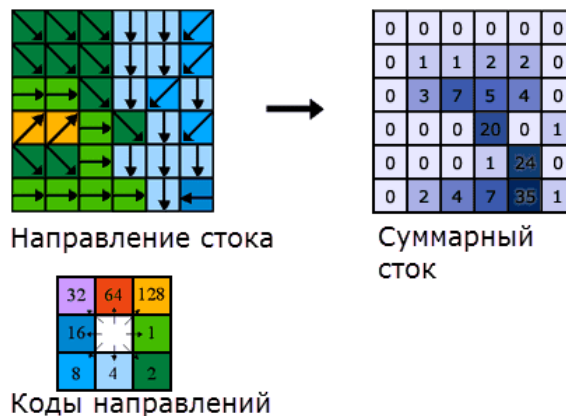 0 0 0 0 0 0
0 1 1 2 2 0
0 3 7 5 4 0
0 0 0 20 0 1
0 0 0 1 24 0
0 2 4 7 35 1
Направление стока
Суммарный
сток
32 64 128
16 1
8 4 2
Коды направлений